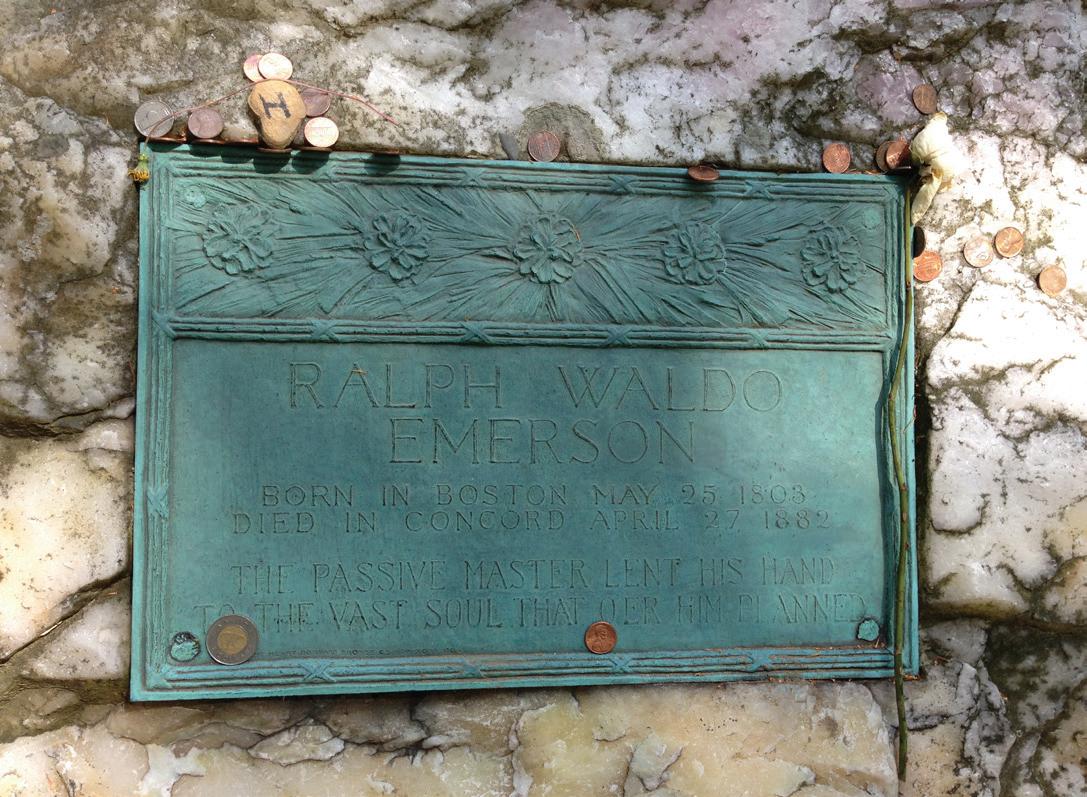 H
RALPH WALDO
EMERSON
BORN IN BOSTON MAY 25 1803
DIED IN CONCORD APRIL 27 1882
THE PASSIVE MASTER LENT HIS HAND
TO THE VAST SOUL THAT O'ER HIM PLANNED